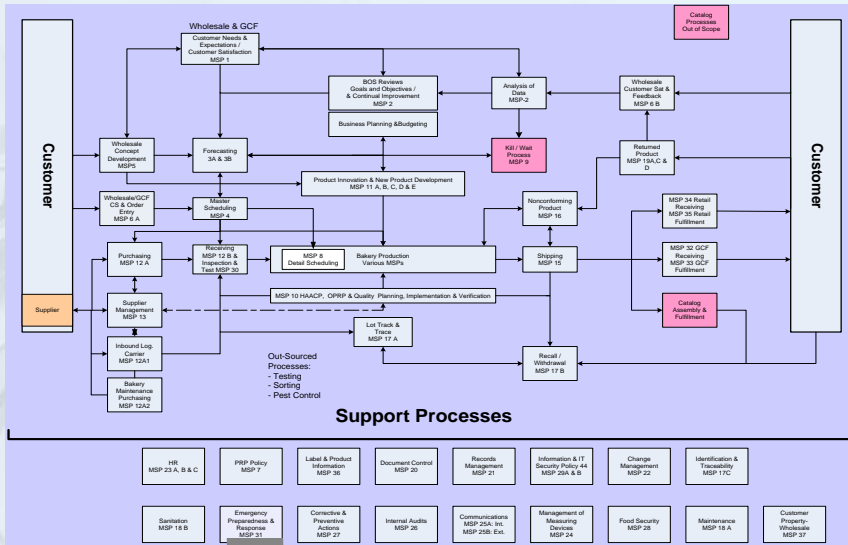 Wholesale & GCF
Catalog
Processes
Out of Scope
Customer
Customer Needs &
Expectations /
Customer Satisfaction
MSP 1
BOS Reviews
Goals and Objectives /
& Continual Improvement
MSP 2
Analysis of
Data
MSP-2
Wholesale
Customer Sat &
Feedback
MSP 6 B
Customer
Business Planning &Budgeting
Wholesale
Concept
Development
MSP5
Forecasting
3A & 3B
Kill / Wait
Process
MSP 9
Returned
Product
MSP 19A,C &
D
Product Innovation & New Product Development
MSP 11 A, B, C, D & E
Wholesale/GCF
CS & Order
Entry
MSP 6 A
Master
Scheduling
MSP 4
Nonconforming
Product
MSP 16
MSP 34 Retail
Receiving
MSP 35 Retail
Fulfillment
Purchasing
MSP 12 A
Receiving
MSP 12 B &
Inspection &
Test MSP 30
MSP 8
Detail Scheduling
Bakery Production
Various MSPs
Shipping
MSP 15
MSP 32 GCF
Receiving
MSP 33 GCF
Fulfillment
Supplier
Supplier
Management
MSP 13
MSP 10 HAACP, OPRP & Quality Planning, Implementation & Verification
Catalog
Assembly &
Fulfillment
Lot Track &
Trace
MSP 17 A
Inbound Log.
Carrier
MSP 12A1
Out-Sourced
Processes:
- Testing
- Sorting
- Pest Control
Recall /
Withdrawal
MSP 17 B
Bakery
Maintenance
Purchasing
MSP 12A2
Support Processes
HR
MSP 23 A, B & C
PRP Policy
MSP 7
Label & Product
Information
MSP 36
Document Control
MSP 20
Records
Management
MSP 21
Information & IT
Security Policy 44
MSP 29A & B
Change
Management
MSP 22
Identification &
Traceability
MSP 17C
Sanitation
MSP 18 B
Emergency
Preparedness &
Response
MSP 31
Corrective &
Preventive
Actions
MSP 27
Internal Audits
MSP 26
Communications
MSP 25A: Int.
MSP 25B: Ext.
Management of
Measuring
Devices
MSP 24
Food Security
MSP 28
Maintenance
MSP 18 A
Customer
Property-
Wholesale
MSP 37